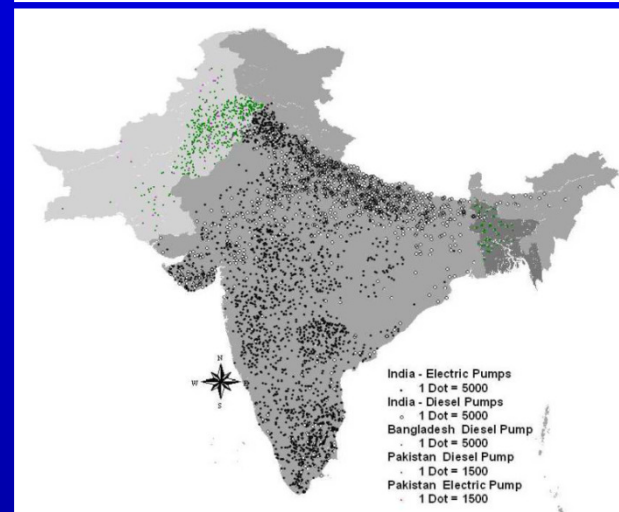 N
W E
S
India - Electric Pumps
1 Dot = 5000
India - Diesel Pumps
1 Dot = 5000
Bangladesh Diesel Pump
1 Dot = 5000
Pakistan Diesel Pump
1 Dot = 1500
Pakistan Electric Pump
1 Dot = 1500